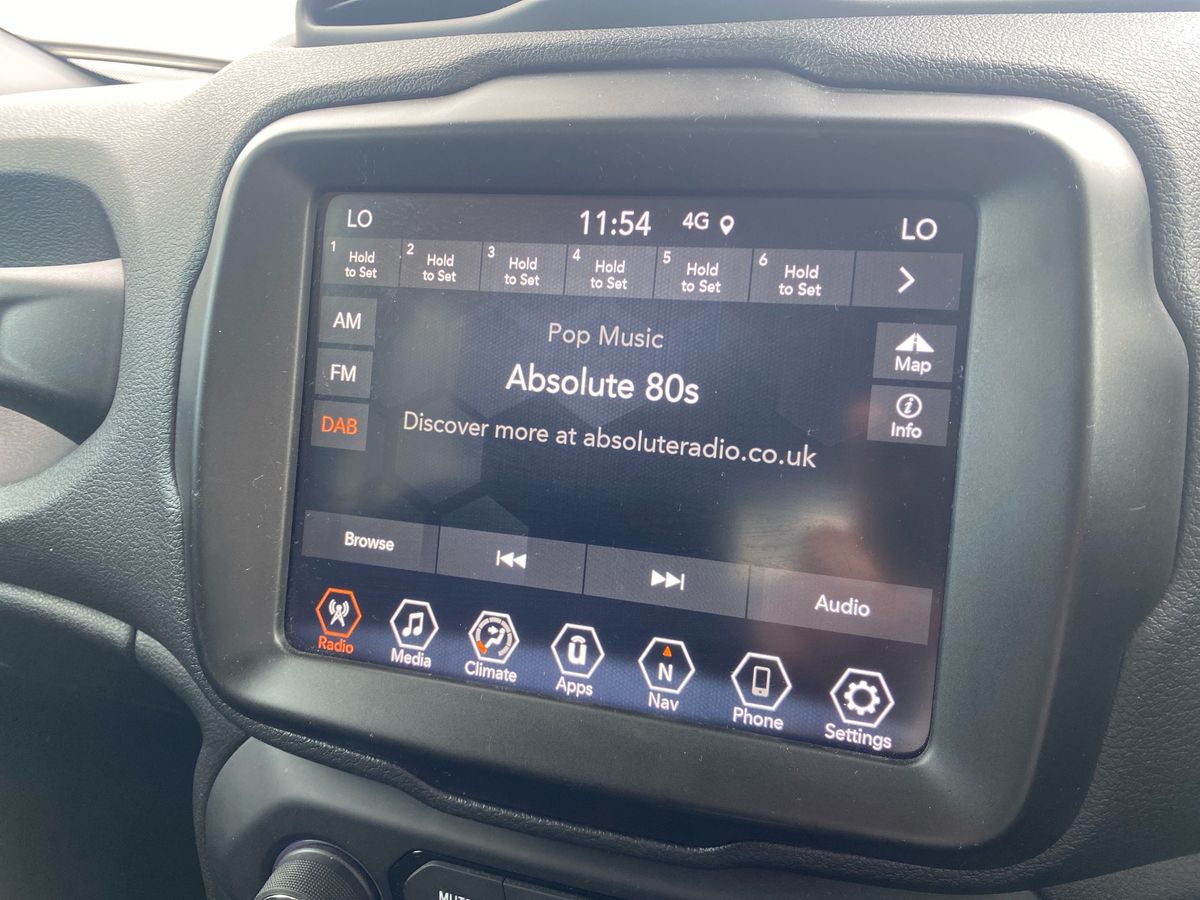 LO 11:54 4G LO
1 Hold to Set
2 Hold to Set
3 Hold to Set
4 Hold to Set
5 Hold to Set
6 Hold to Set
AM
FM
DAB
Pop Music
Absolute 80s
Discover more at absoluteradio.co.uk
Map
Info
Browse
Audio
Radio
Media
Climate
Apps
N
Nav
Phone
Settings